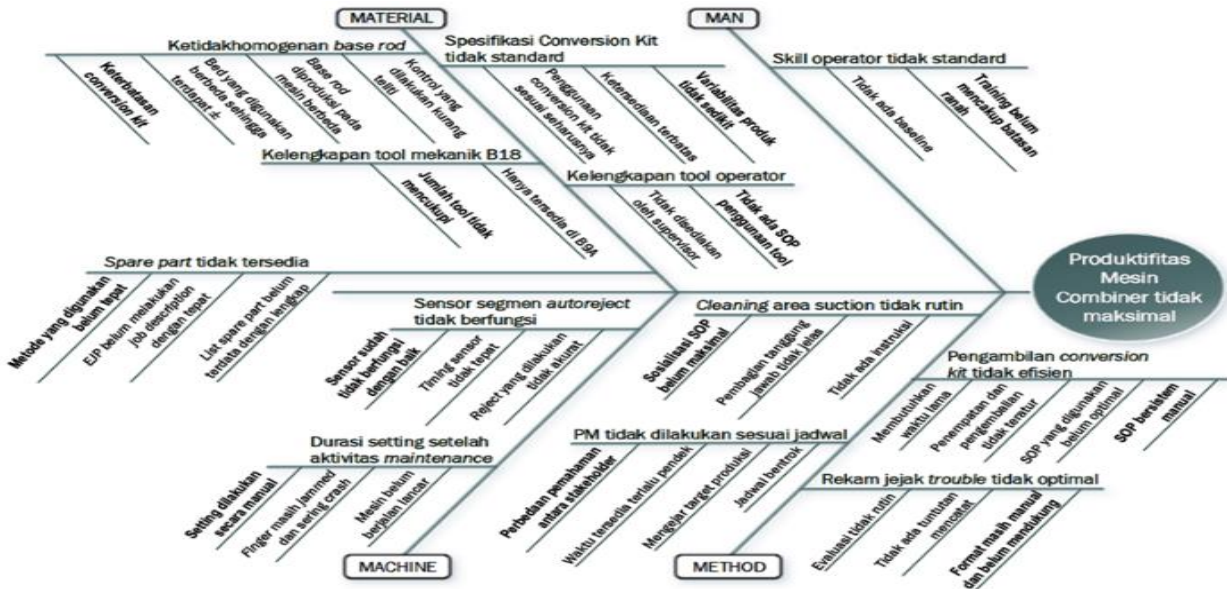 MATERIAL
MAN
Ketidakhomogenan base rod
Keterbatasan
conversion kit
Bed yang digunakan
berbeda sehingga
terdapat ±
Base rod
diproduksi pada
mesin berbeda
Kontrol yang
dilakukan kurang
teliti
Spesifikasi Conversion Kit
tidak standard
Penggunaan
conversion kit tidak
sesuai seharusnya
Ketersediaan terbatas
Variabilitas produk
tidak sedikit
Skill operator tidak standard
Tidak ada baseline
Training belum
mencakup batasan
ranah
Kelengkapan tool mekanik B18
Jumlah tool tidak
mencukupi
Hanya tersedia di B9A
Kelengkapan tool operator
Tidak disediakan
oleh supervisor
Tidak ada SOP
penggunaan tool
Produktifitas
Mesin
Combiner tidak
maksimal
Spare part tidak tersedia
Metode yang digunakan
belum tepat
EJP belum melakukan
job description
dengan tepat
List spare part belum
terdata dengan lengkap
Sensor segmen autoreject
tidak berfungsi
Sensor sudah
tidak berfungsi
dengan baik
Timing sensor
tidak tepat
Reject yang dilakukan
tidak akurat
Cleaning area suction tidak rutin
Sosialisasi SOP
belum maksimal
Pembagian tanggung
jawab tidak jelas
Tidak ada instruksi
Pengambilan conversion
kit tidak efisien
Membutuhkan
waktu lama
Penempatan dan
pengembalian
tidak teratur
SOP yang digunakan
belum optimal
SOP bersistem
manual
Durasi setting setelah
aktivitas maintenance
Setting dilakukan
secara manual
Finger masih jammed
dan sering crash
Mesin belum
berjalan lancar
PM tidak dilakukan sesuai jadwal
Perbedaan pemahaman
antara stakeholder
Waktu tersedia terlalu pendek
Mengejar target produksi
Jadwal bentrok
Rekam jejak trouble tidak optimal
Evaluasi tidak rutin
Tidak ada tuntutan
mencatat
Format masih manual
dan belum mendukung
MACHINE
METHOD